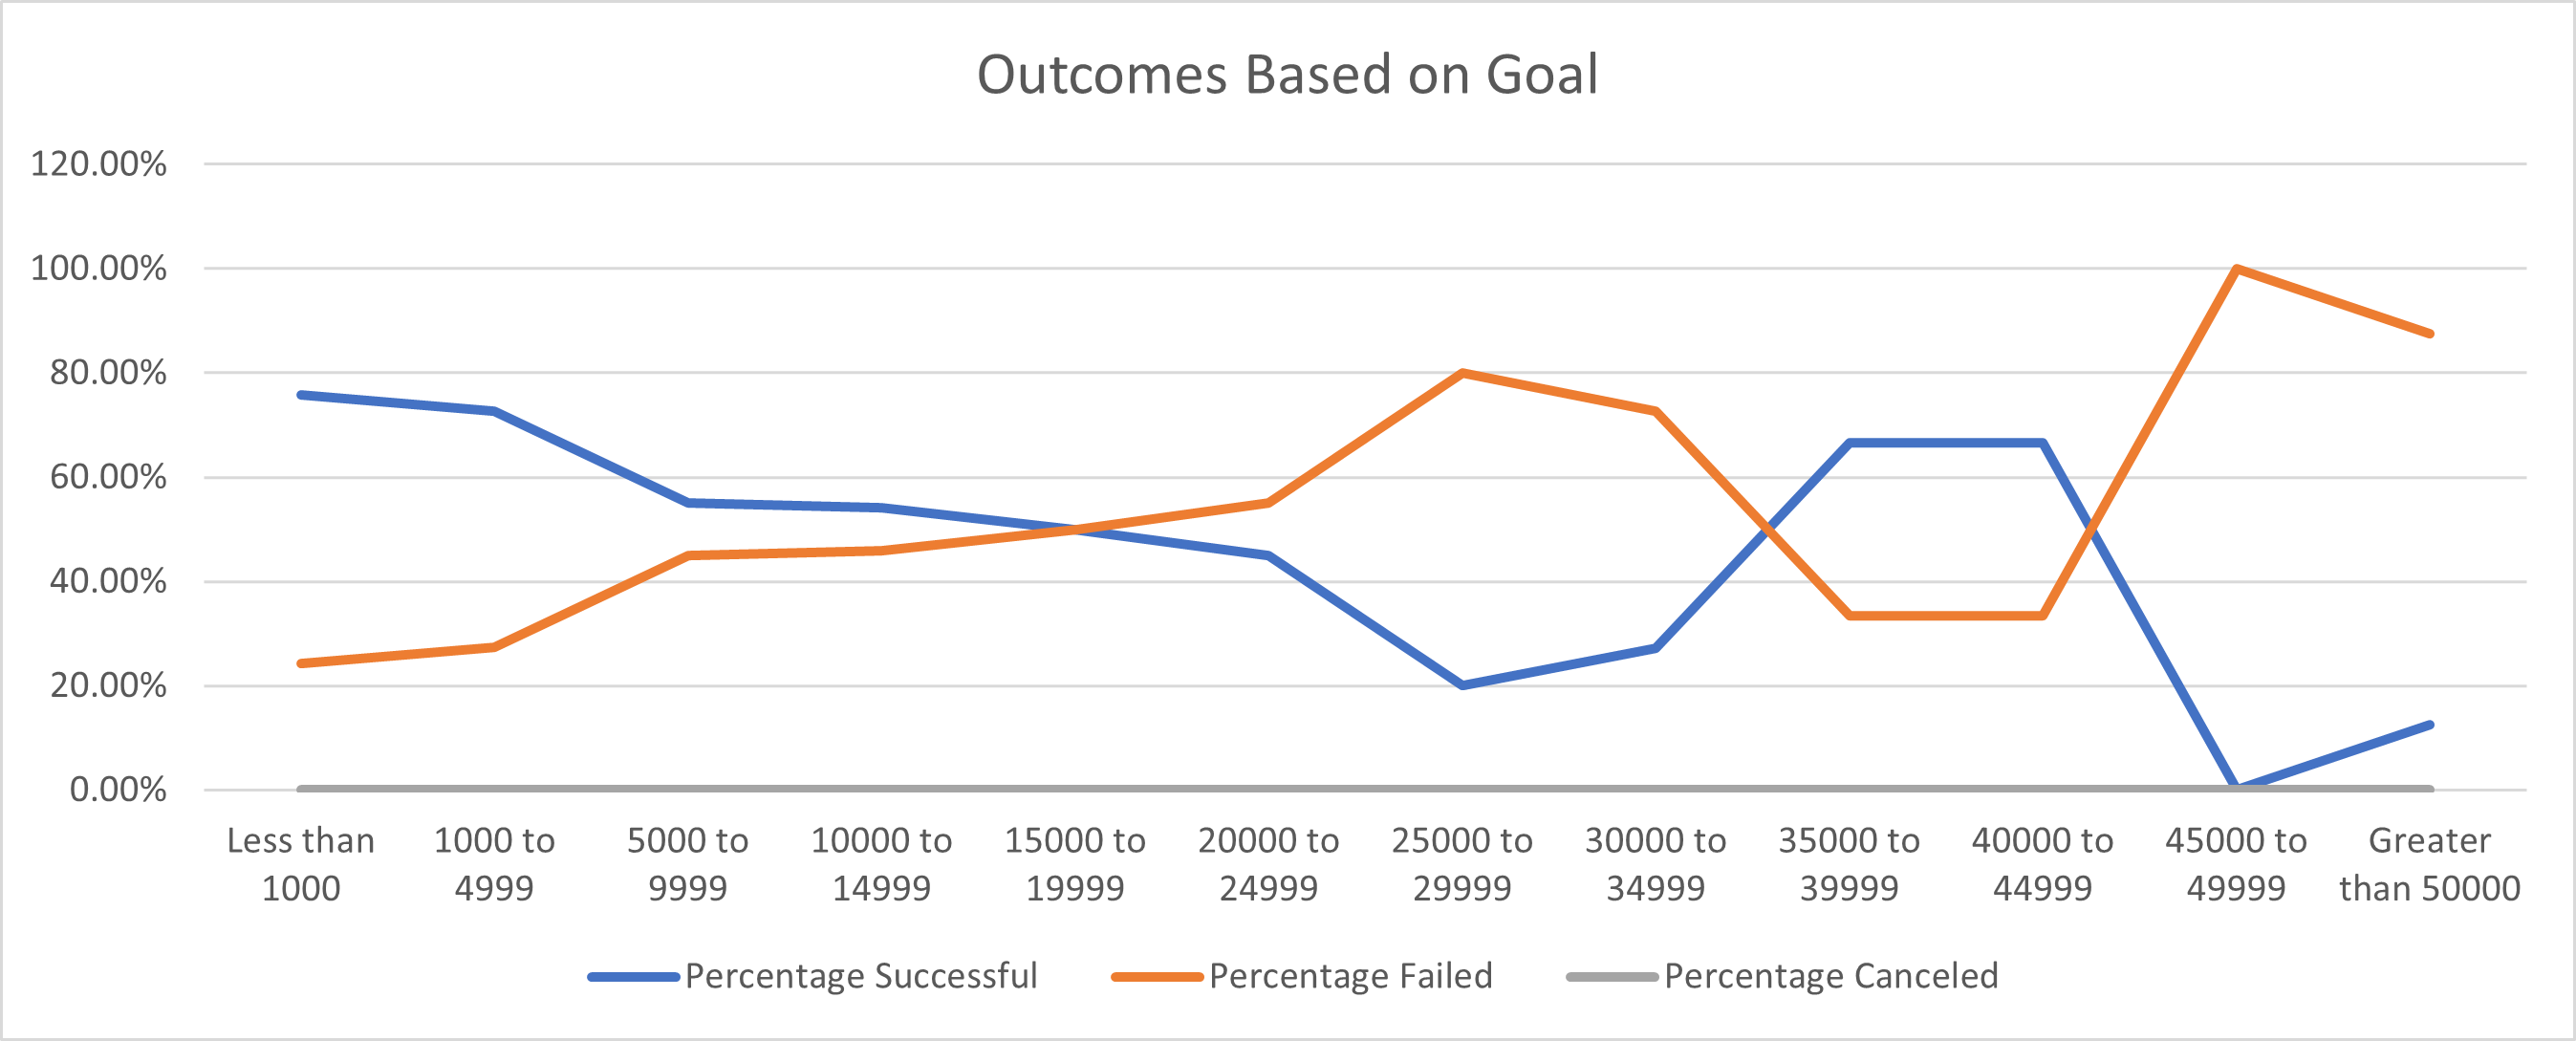 Outcomes Based on Goal
120.00%
100.00%
80.00%
60.00%
40.00%
20.00%
0.00%
Less than
1000
1000 to
4999
5000 to
9999
10000 to
14999
15000 to
19999
20000 to
24999
25000 to
29999
30000 to
34999
35000 to
39999
40000 to
44999
45000 to
49999
Greater
than 50000
Percentage Successful
Percentage Failed
Percentage Canceled